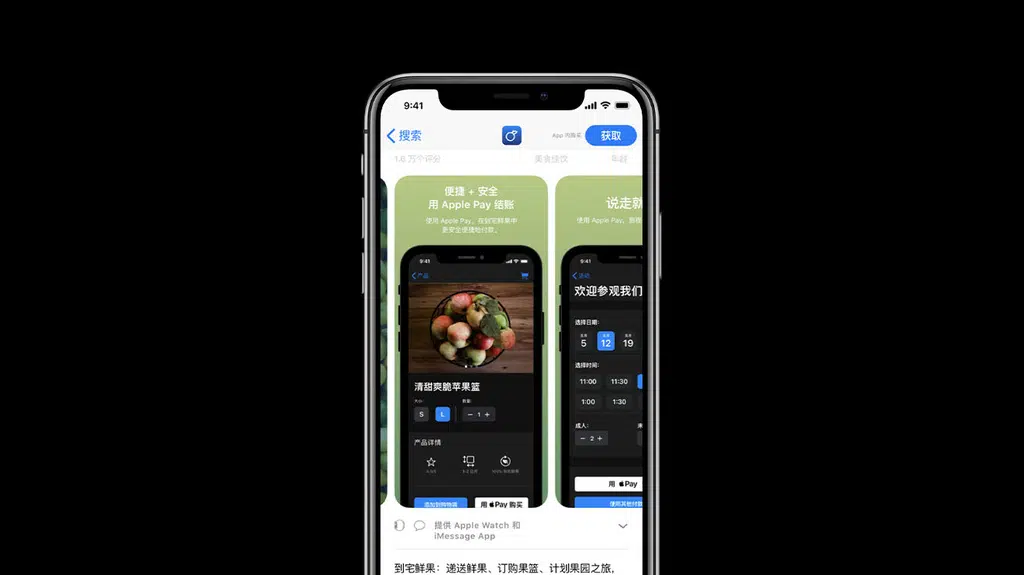 9:41
搜索
App 内购买
获取
1.6 万个评分
美食佳饮
年龄
便捷 + 安全
用 Apple Pay 结账
使用 Apple Pay，在到宅鲜果中
更安全便捷地付款。
9:41
产品
清甜爽脆苹果篮
大小：
数量：
S
L
− 1 +
产品详情
添加到购物篮
用 Pay 购买
说走就
使用 Apple Pay，
9:41
活动
欢迎参观我们
选择日期：
5
12
19
选择时间：
11:00
11:30
1:00
1:30
成人：
− 2 +
用 Pay
使用其他付款
提供 Apple Watch 和
iMessage App
到宅鲜果：递送鲜果、订购果篮、计划果园之旅，